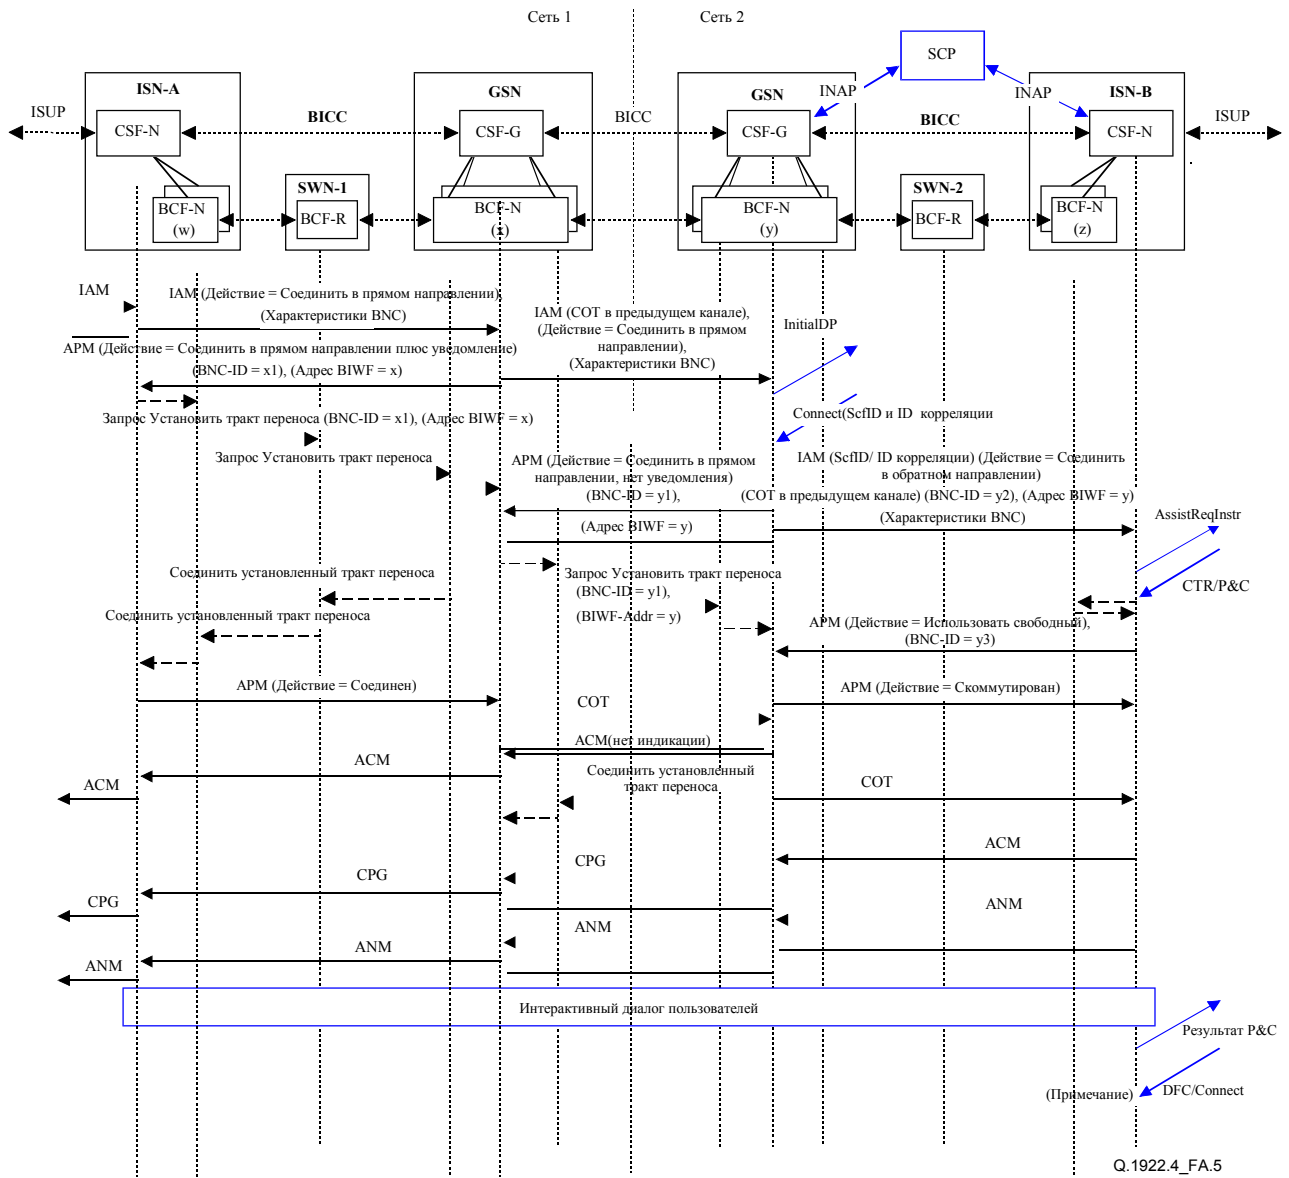 Сеть 1
Сеть 2
SCP
ISN-A
GSN
GSN
ISN-B
INAP
INAP
ISUP
CSF-N
BICC
CSF-G
BICC
CSF-G
BICC
CSF-N
ISUP
SWN-1
SWN-2
BCF-N
(w)
BCF-R
BCF-N
(x)
BCF-N
(y)
BCF-R
BCF-N
(z)
IAM
IAM (Действие = Соединить в прямом направлении)
(Характеристики BNC)
IAM (COT в предыдущем канале),
(Действие = Соединить в прямом
направлении),
(Характеристики BNC)
InitialDP
APM (Действие = Соединить в прямом направлении плюс уведомление)
(BNC-ID = x1), (Адрес BIWF = x)
Запрос Установить тракт переноса (BNC-ID = x1), (Адрес BIWF = x)
Connect(ScfID и ID корреляции
Запрос Установить тракт переноса
APM (Действие = Соединить в прямом
направлении, нет уведомления)
(BNC-ID = y1),
(Адрес BIWF = y)
IAM (ScfID/ ID корреляции) (Действие = Соединить
в обратном направлении)
(COT в предыдущем канале) (BNC-ID = y2), (Адрес BIWF = y)
(Характеристики BNC)
AssistReqInstr
Соединить установленный тракт переноса
Запрос Установить тракт переноса
(BNC-ID = y1),
(BIWF-Addr = y)
CTR/P&C
Соединить установленный тракт переноса
APM (Действие = Использовать свободный),
(BNC-ID = y3)
APM (Действие = Соединен)
COT
APM (Действие = Скоммутирован)
ACM(нет индикации)
ACM
Соединить установленный
тракт переноса
ACM
COT
ACM
CPG
CPG
CPG
ANM
ANM
ANM
ANM
Интерактивный диалог пользователей
Результат P&C
(Примечание)
DFC/Connect
Q.1922.4_FA.5